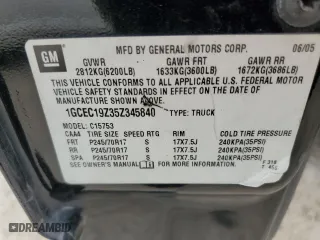 GM
MFD BY GENERAL MOTORS CORP. 06/05
GVWR GAWR FRT GAWR RR
2812KG(6200LB) 1633KG(3600LB) 1672KG(3686LB)
THIS VEHICLE CONFORMS TO ALL APPLICABLE U.S. FEDERAL MOTOR
VEHICLE SAFETY STANDARDS IN EFFECT ON THE DATE OF
MANUFACTURE SHOWN ABOVE.
1GCEC19Z35Z345840 TYPE: TRUCK
MODEL: C15753
TIRE SIZE SPEED RTG RIM COLD TIRE PRESSURE
FRT P245/70R17 S 17X7.5J 240KPA(35PSI)
RR P245/70R17 S 17X7.5J 240KPA(35PSI)
SPA P245/70R17 S 17X7.5J 240KPA(35PSI)
SEE OWNER'S MANUAL FOR MORE INFORMATION.
AUTOBIDMASTER